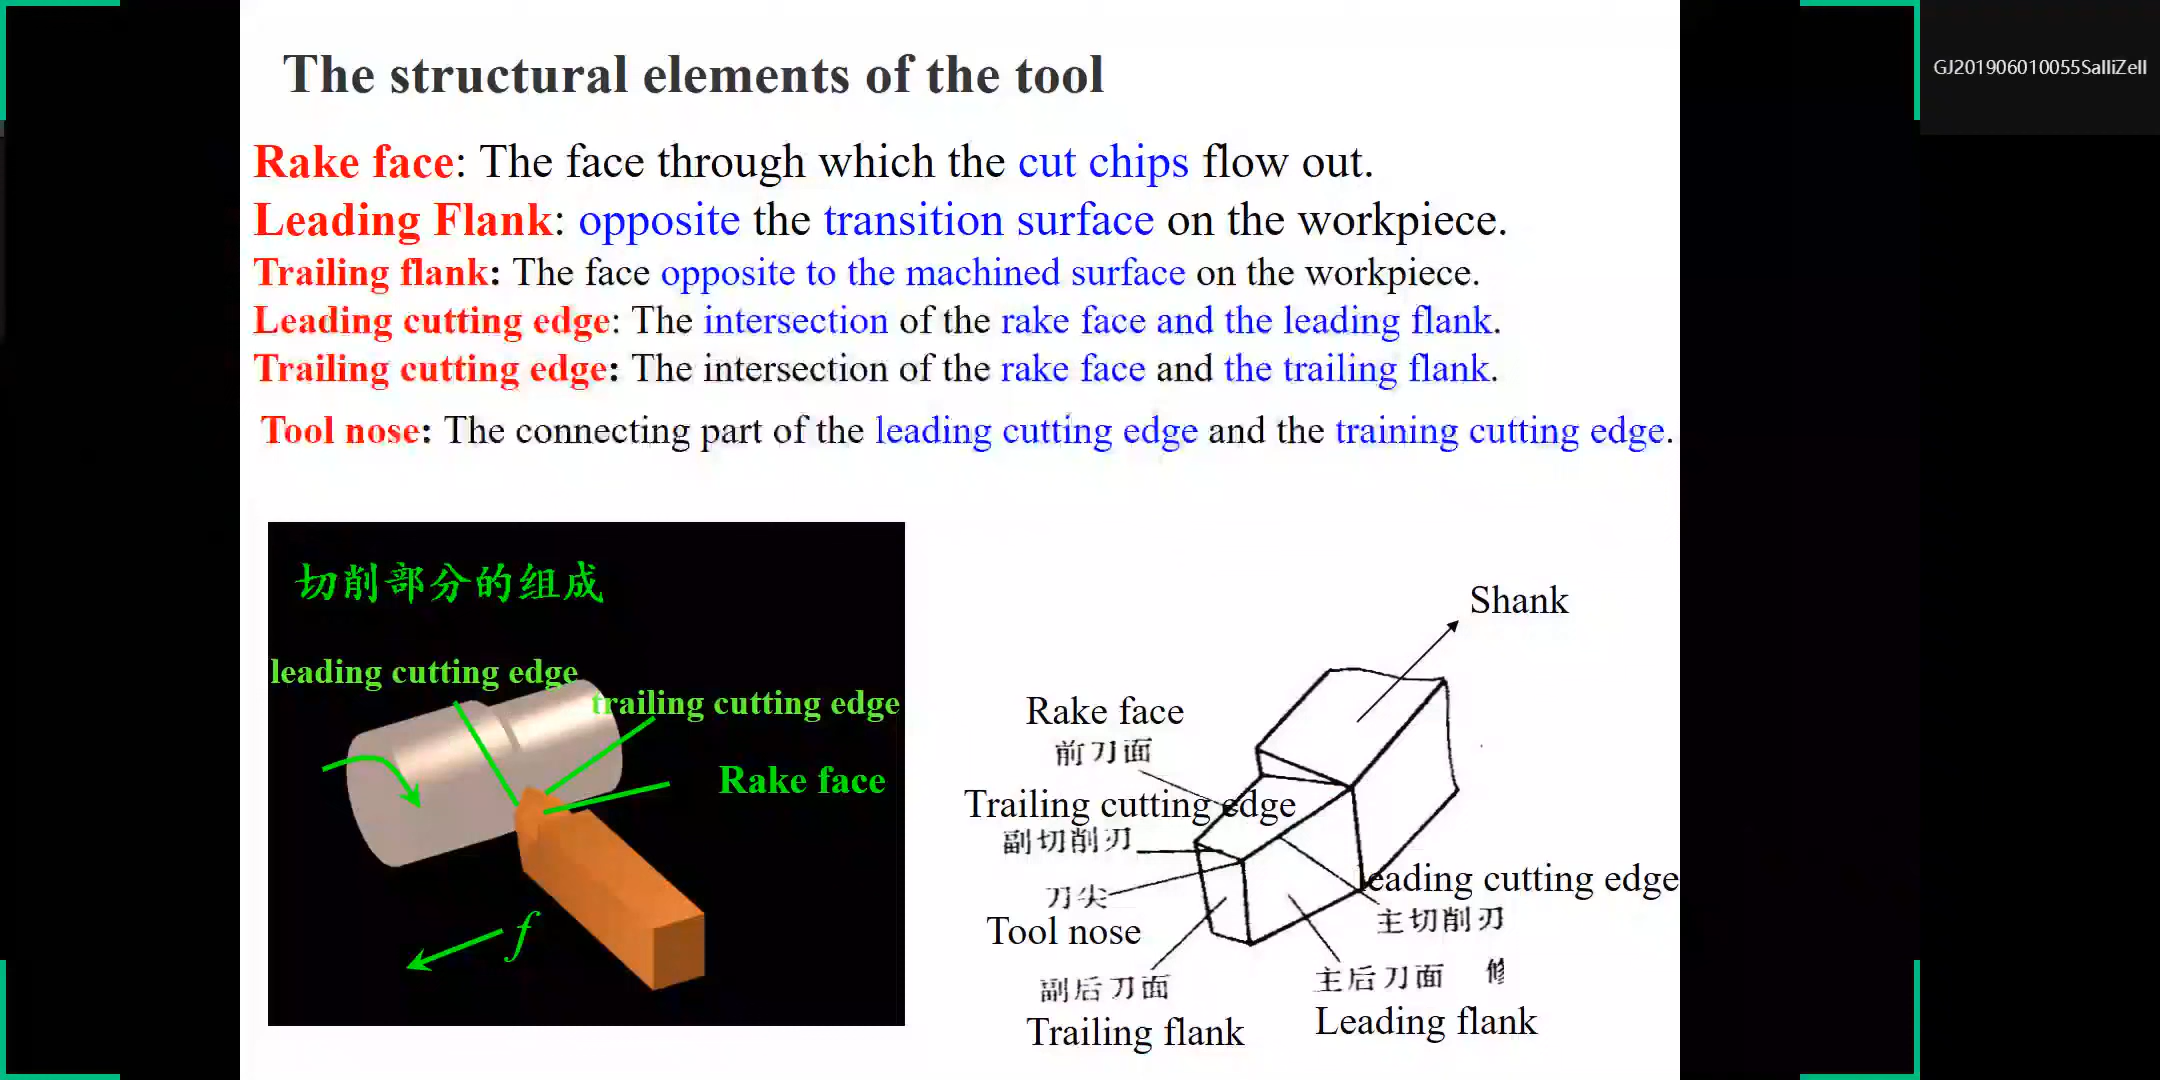 GJ201906010055SalliZell
The structural elements of the tool
Rake face: The face through which the cut chips flow out.
Leading Flank: opposite the transition surface on the workpiece.
Trailing flank: The face opposite to the machined surface on the workpiece.
Leading cutting edge: The intersection of the rake face and the leading flank.
Trailing cutting edge: The intersection of the rake face and the trailing flank.
Tool nose: The connecting part of the leading cutting edge and the training cutting edge.
切削部分的组成
leading cutting edge
trailing cutting edge
Rake face
f
Shank
Rake face
前刀面
Trailing cutting edge
副切削刃
刀尖
Tool nose
副后刀面
Trailing flank
leading cutting edge
主切削刃
主后刀面 修
Leading flank